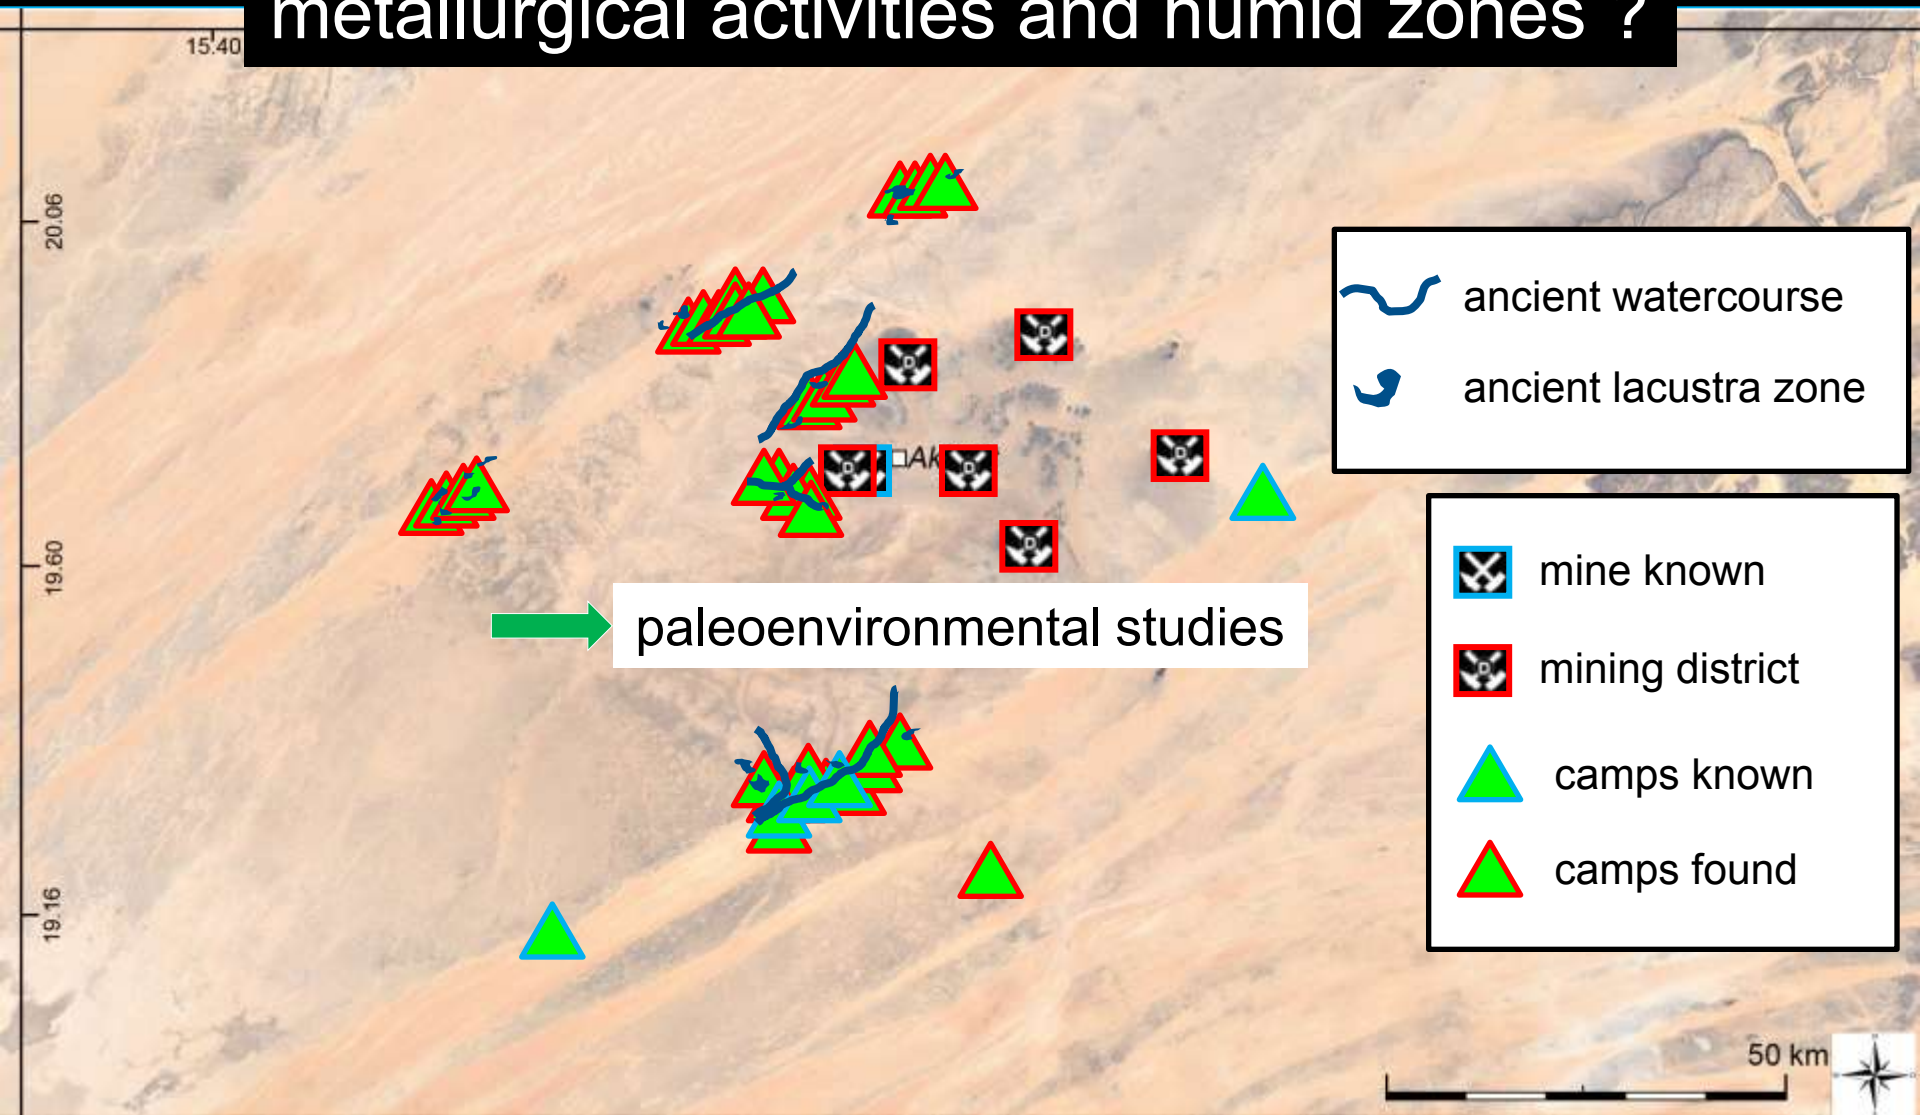 metallurgical activities and humid zones ?
15.40
20.06
ancient watercourse
ancient lacustra zone
19.60
mine known
paleoenvironmental studies
mining district
camps known
camps found
19.16
50 km